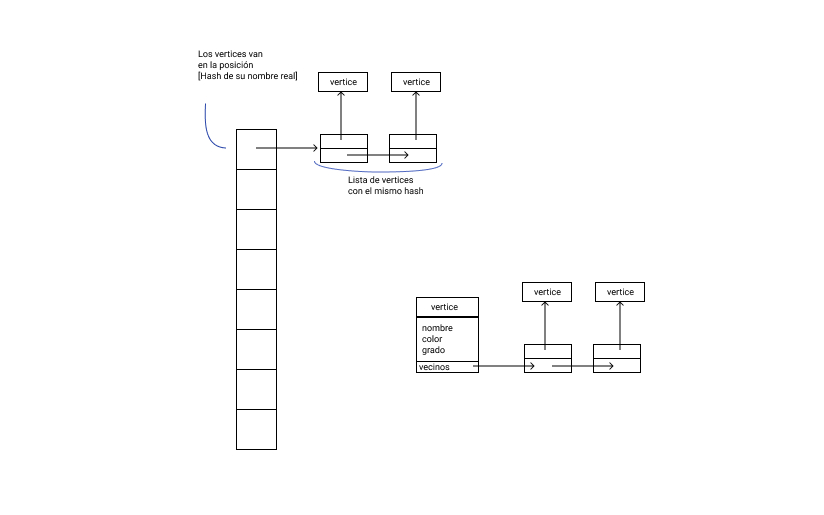 Los vertices van
en la posición
[Hash de su nombre real]
vertice
vertice
Lista de vertices
con el mismo hash
vertice
vertice
vertice
nombre
color
grado
vecinos